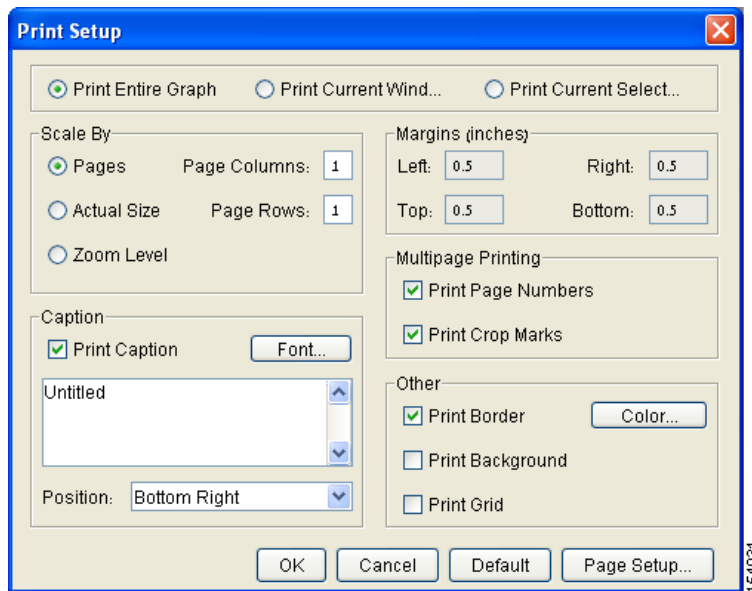 Print Setup
Print Entire Graph Print Current Wind... Print Current Select...
Scale By
Pages Page Columns: 1
Actual Size Page Rows: 1
Zoom Level
Margins (inches)
Left: 0.5 Right: 0.5
Top: 0.5 Bottom: 0.5
Multipage Printing
Print Page Numbers
Print Crop Marks
Caption
Print Caption Font...
Untitled
Position: Bottom Right
Other
Print Border Color...
Print Background
Print Grid
OK Cancel Default Page Setup...